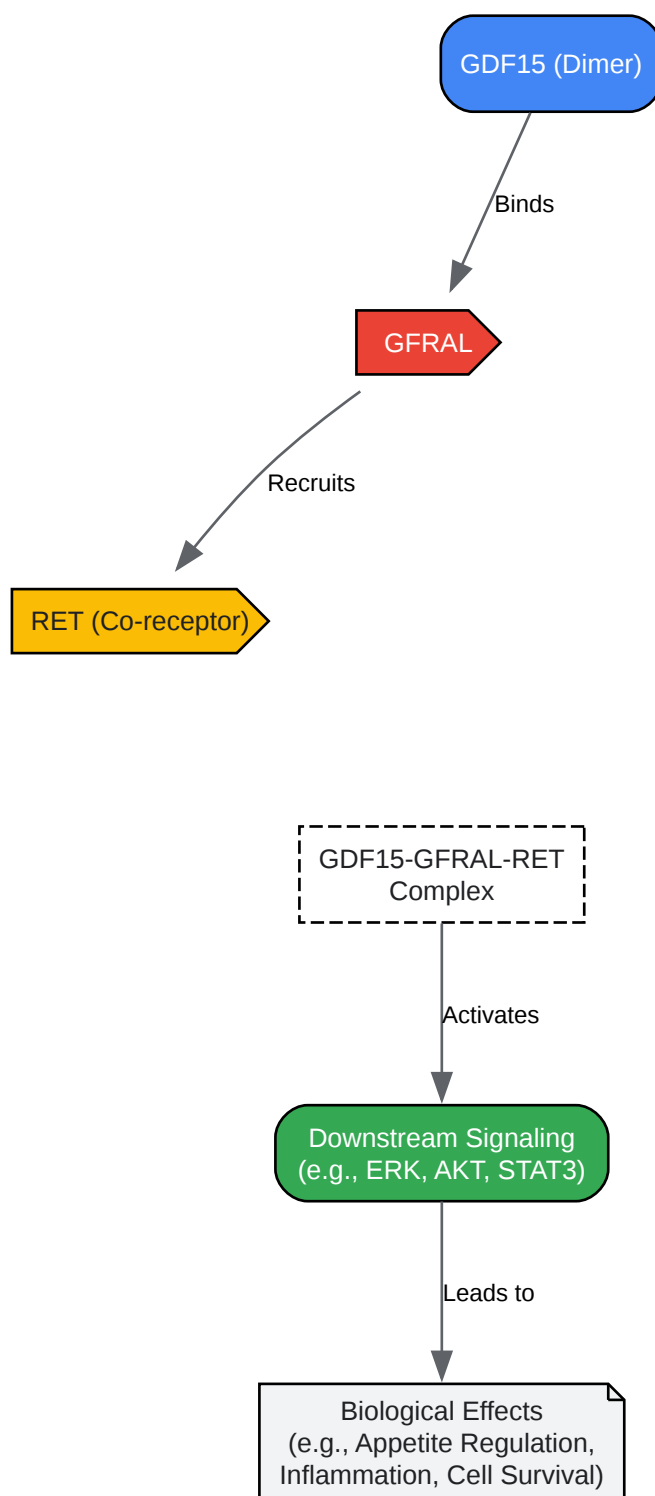 GDF15 (Dimer)
Binds
GFRAL
Recruits
RET (Co-receptor)
GDF15-GFRAL-RET
Complex
Activates
Downstream Signaling
(e.g., ERK, AKT, STAT3)
Leads to
Biological Effects
(e.g., Appetite Regulation,
Inflammation, Cell Survival)